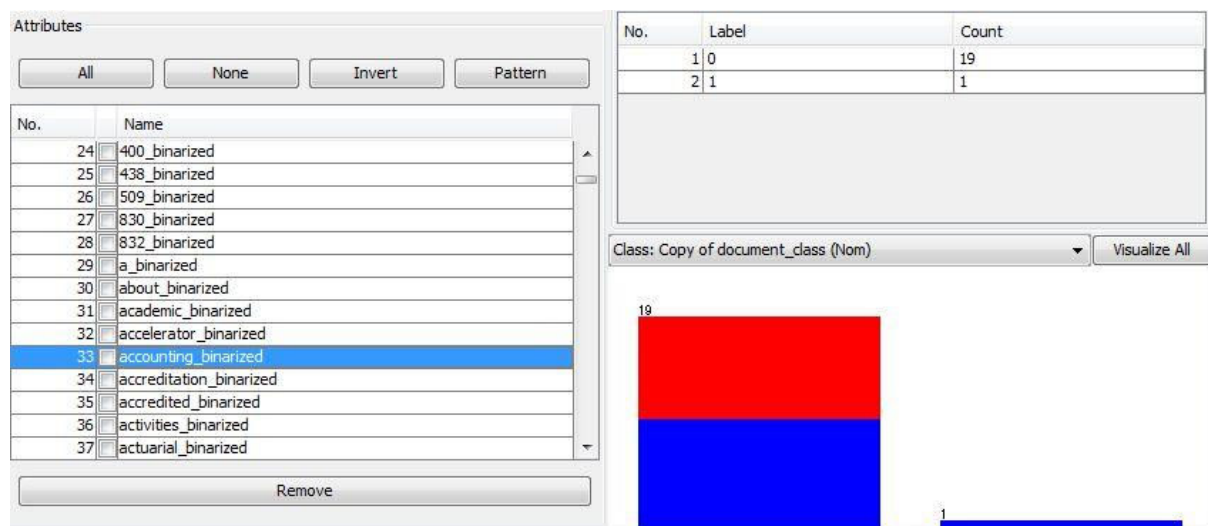 Attributes
All None Invert Pattern
No. Name
24 400_binarized
25 438_binarized
26 509_binarized
27 830_binarized
28 832_binarized
29 a_binarized
30 about_binarized
31 academic_binarized
32 accelerator_binarized
33 accounting_binarized
34 accreditation_binarized
35 accredited_binarized
36 activities_binarized
37 actuarial_binarized
Remove
No. Label Count
1 0 19
2 1 1
Class: Copy of document_class (Nom) Visualize All
19
1